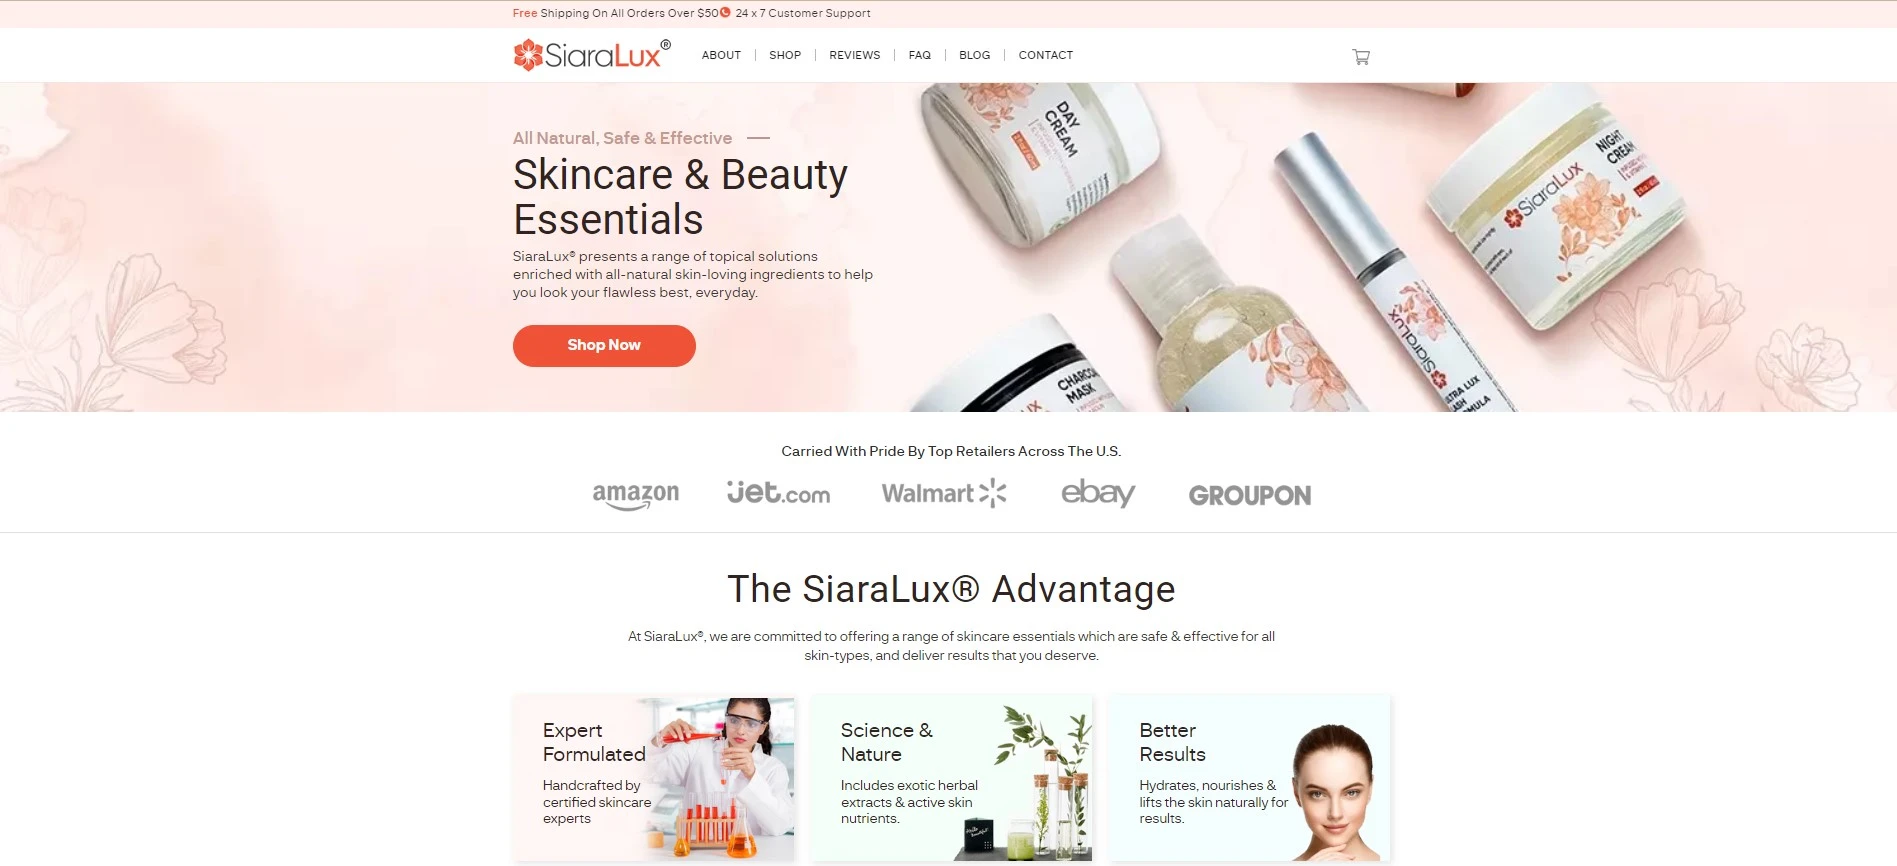 Free Shipping On All Orders Over $50 24 x 7 Customer Support
SiaraLux®
ABOUT
SHOP
REVIEWS
FAQ
BLOG
CONTACT
All Natural, Safe & Effective
Skincare & Beauty
Essentials
SiaraLux® presents a range of topical solutions
enriched with all-natural skin-loving ingredients to help
you look your flawless best, everyday.
Shop Now
DAY
CREAM
NIGHT
CREAM
SiaraLux
CHARCOAL
MASK
SiaraLux
LASH
FORMULA
Carried With Pride By Top Retailers Across The U.S.
amazon
Jet.com
Walmart
ebay
GROUPON
The SiaraLux® Advantage
At SiaraLux®, we are committed to offering a range of skincare essentials which are safe & effective for all
skin-types, and deliver results that you deserve.
Expert
Formulated
Handcrafted by
certified skincare
experts
Science &
Nature
Includes exotic herbal
extracts & active skin
nutrients.
Better
Results
Hydrates, nourishes &
lifts the skin naturally for
results.